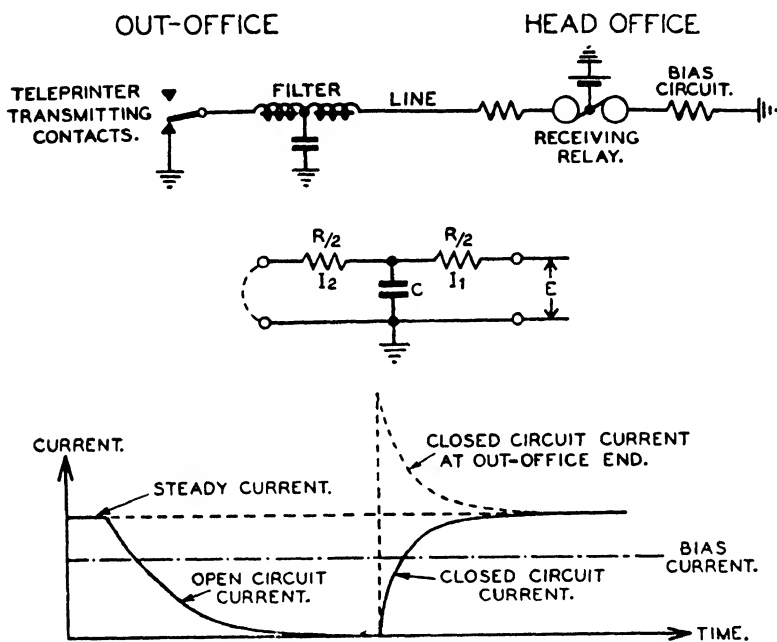 OUT-OFFICE
HEAD OFFICE
TELEPRINTER
TRANSMITTING
CONTACTS.
FILTER
LINE
BIAS
CIRCUIT.
RECEIVING
RELAY.
R/2
R/2
I2
C
I1
E
CURRENT.
CLOSED CIRCUIT CURRENT
AT OUT-OFFICE END.
STEADY CURRENT.
BIAS
CURRENT.
OPEN CIRCUIT
CURRENT.
CLOSED CIRCUIT
CURRENT.
TIME.